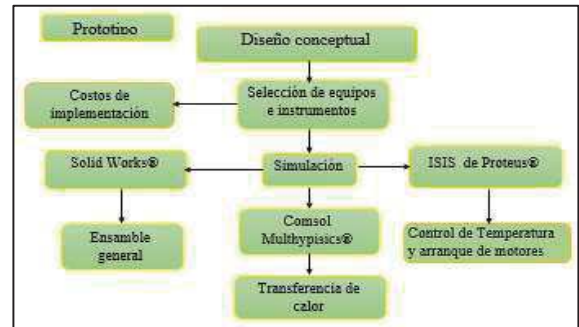 Prototino
Diseño conceptual
Costos de
implementación
Selección de equipos
e instrumentos
Solid Works®
Simulación
ISIS de Proteus®
Ensamble
general
Comsol
Multhypisics®
Control de Temperatura
y arranque de motores
Transferencia de
calor